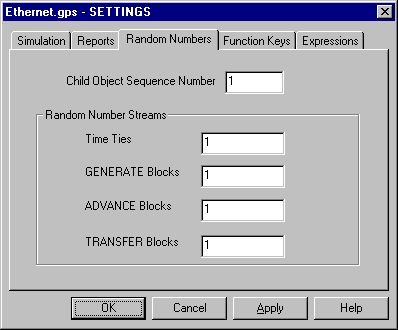 Ethernet.gps - SETTINGS
Simulation Reports Random Numbers Function Keys Expressions
Child Object Sequence Number 1
Random Number Streams
Time Ties 1
GENERATE Blocks 1
ADVANCE Blocks 1
TRANSFER Blocks 1
OK Cancel Apply Help